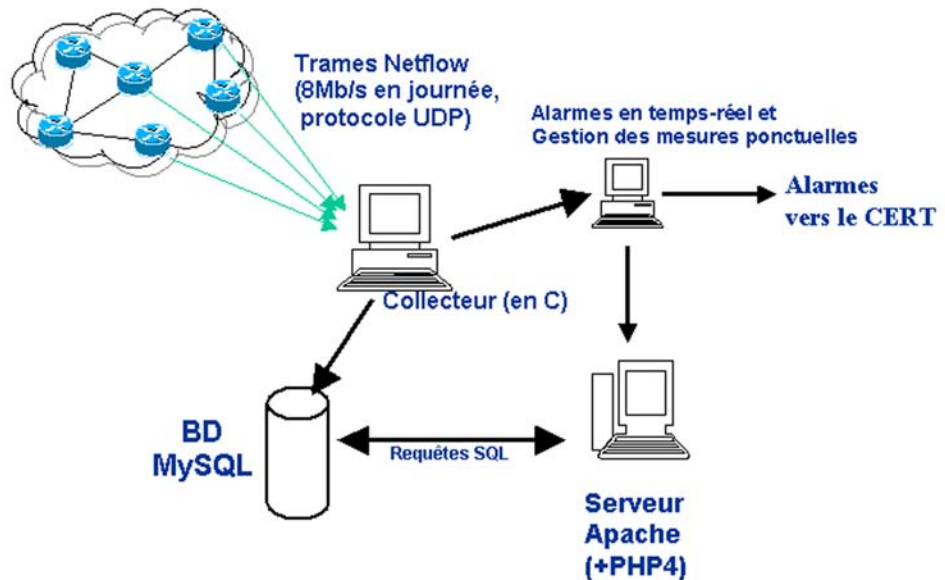 Trames Netflow
(8Mb/s en journée,
protocole UDP)
Alarmes en temps-réel et
Gestion des mesures ponctuelles
Alarmes
vers le CERT
Collecteur (en C)
BD
MySQL
Requêtes SQL
Serveur
Apache
(+PHP4)